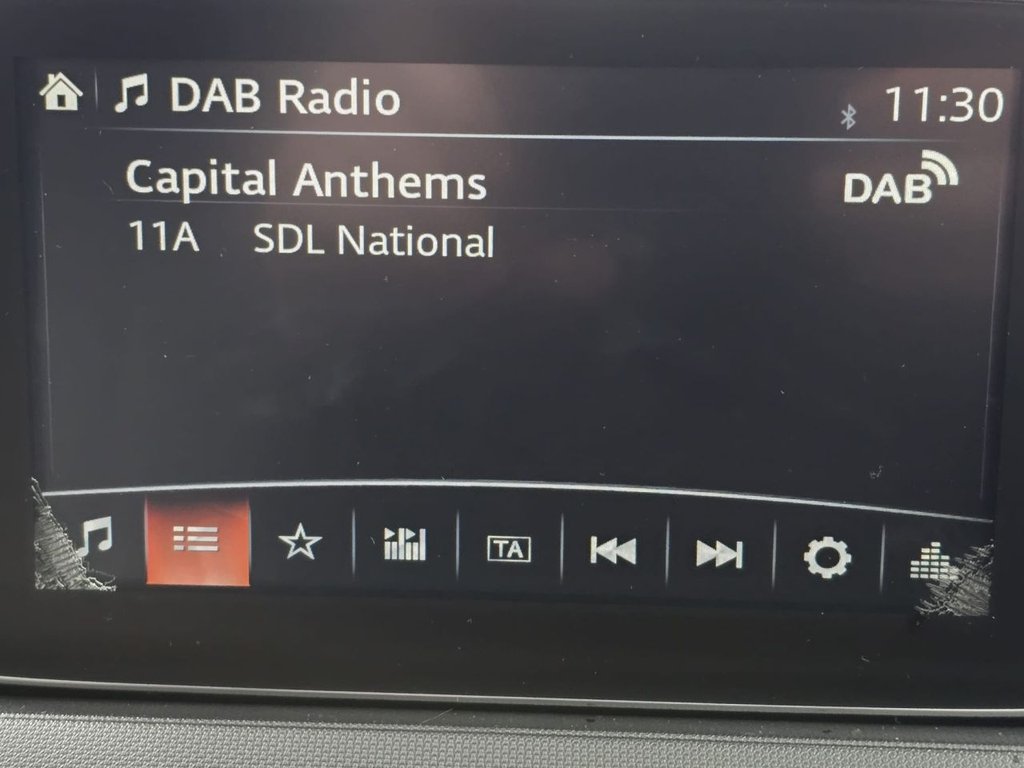 DAB Radio 11:30
Capital Anthems DAB
11A SDL National
TA